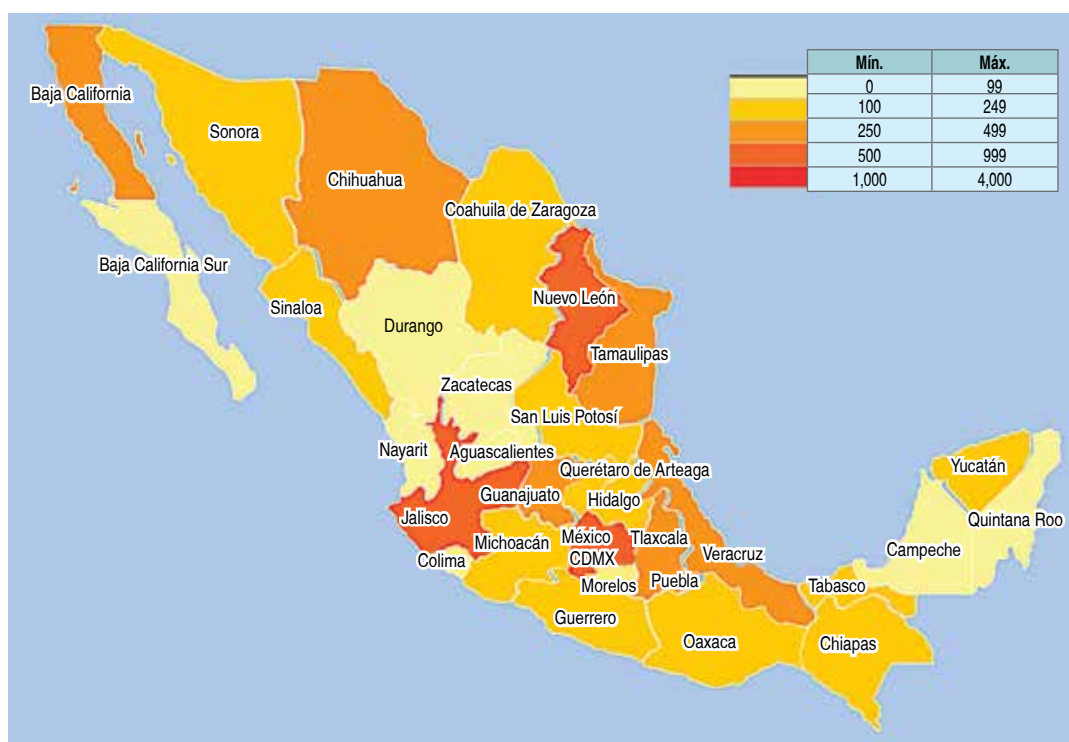 Mín. Máx.
0 99
100 249
250 499
500 999
1,000 4,000
Baja California
Sonora
Chihuahua
Coahuila de Zaragoza
Baja California Sur
Sinaloa
Nuevo León
Durango
Tamaulipas
Zacatecas
San Luis Potosí
Nayarit
Aguascalientes
Querétaro de Arteaga
Yucatán
Guanajuato
Hidalgo
Jalisco
Quintana Roo
Michoacán
México
Tlaxcala
Veracruz
Campeche
Colima
CDMX
Morelos
Puebla
Tabasco
Guerrero
Oaxaca
Chiapas